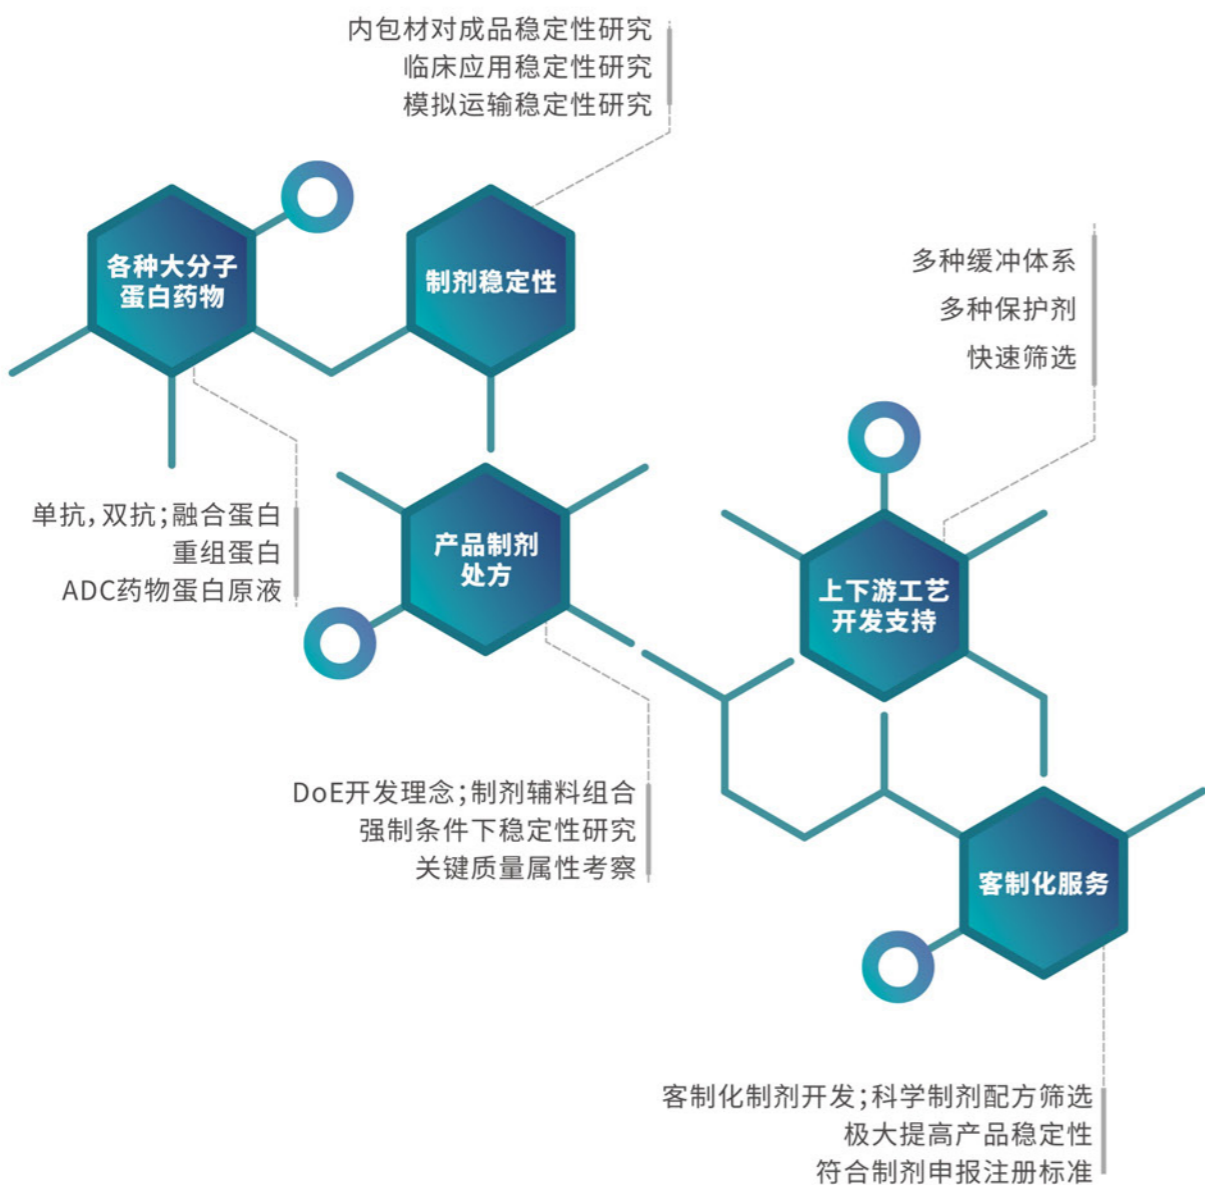 内包材对成品稳定性研究
临床应用稳定性研究
模拟运输稳定性研究
各种大分子
蛋白药物
制剂稳定性
多种缓冲体系
多种保护剂
快速筛选
单抗，双抗；融合蛋白
重组蛋白
ADC药物蛋白原液
产品制剂
处方
上下游工艺
开发支持
DoE开发理念；制剂辅料组合
强制条件下稳定性研究
关键质量属性考察
客制化服务
客制化制剂开发；科学制剂配方筛选
极大提高产品稳定性
符合制剂申报注册标准